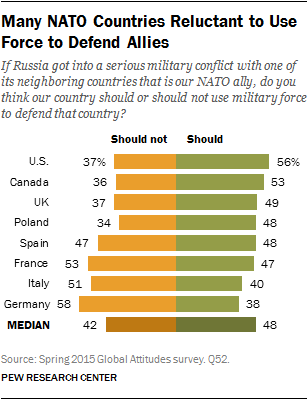 Many NATO Countries Reluctant to Use
Force to Defend Allies
If Russia got into a serious military conflict with one of
its neighboring countries that is our NATO ally, do you
think our country should or should not use military force
to defend that country?
Should not Should
U.S. 37% 56%
Canada 36 53
UK 37 49
Poland 34 48
Spain 47 48
France 53 47
Italy 51 40
Germany 58 38
MEDIAN 42 48
Source: Spring 2015 Global Attitudes survey. Q52.
PEW RESEARCH CENTER